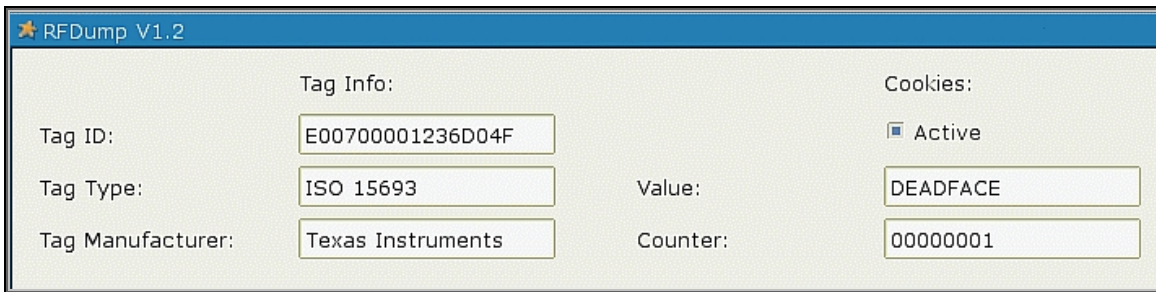 RFDump V1.2
Tag Info: Cookies:
Tag ID: E00700001236D04F Active
Tag Type: ISO 15693 Value: DEADFACE
Tag Manufacturer: Texas Instruments Counter: 00000001